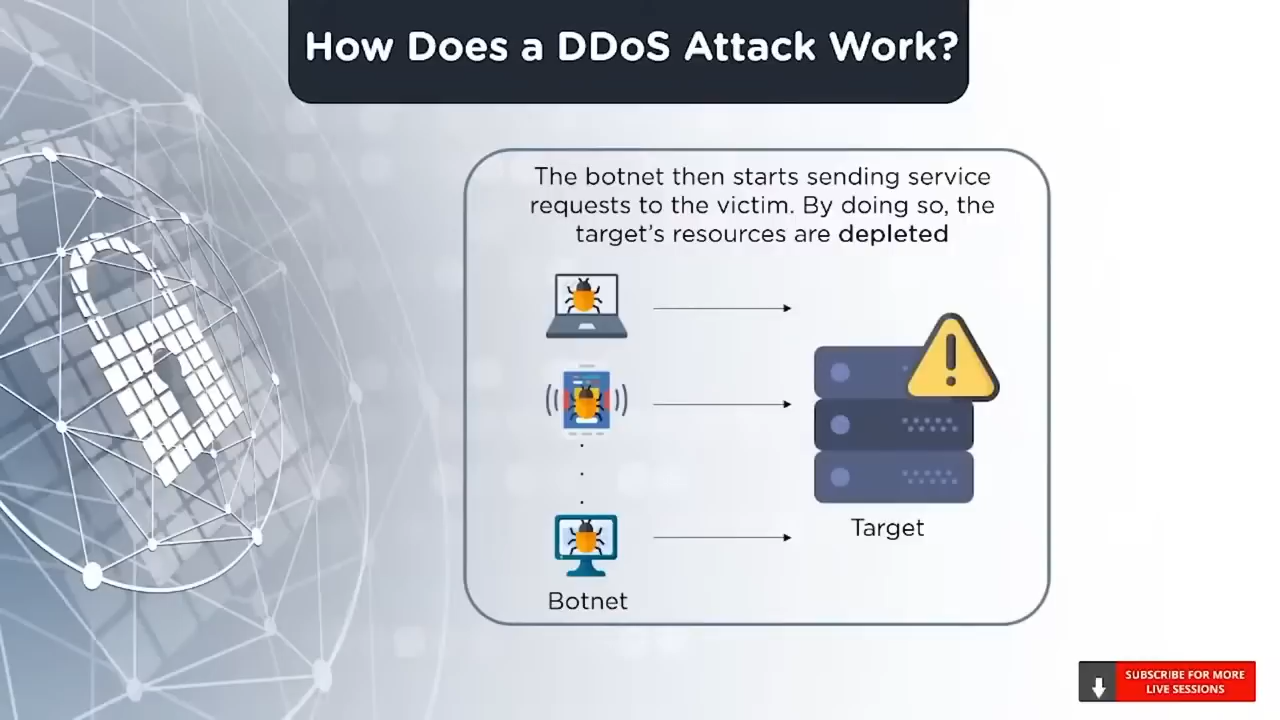 How Does a DDoS Attack Work?
The botnet then starts sending service
requests to the victim. By doing so, the
target's resources are depleted
Target
Botnet
SUBSCRIBE FOR MORE
LIVE SESSIONS